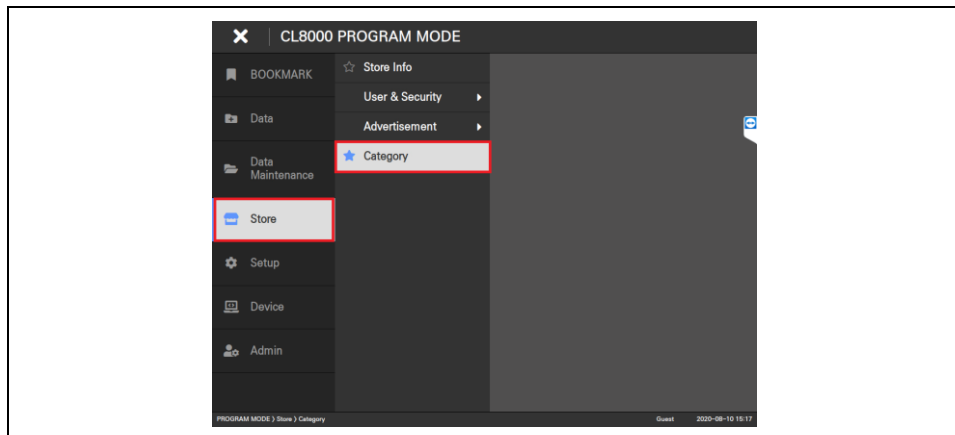 CL8000 PROGRAM MODE
BOOKMARK
Data
Data
Maintenance
Store
Setup
Device
Admin
Store Info
User & Security
Advertisement
Category
PROGRAM MODE > Store > Category
Guest
2020-08-10 15:17